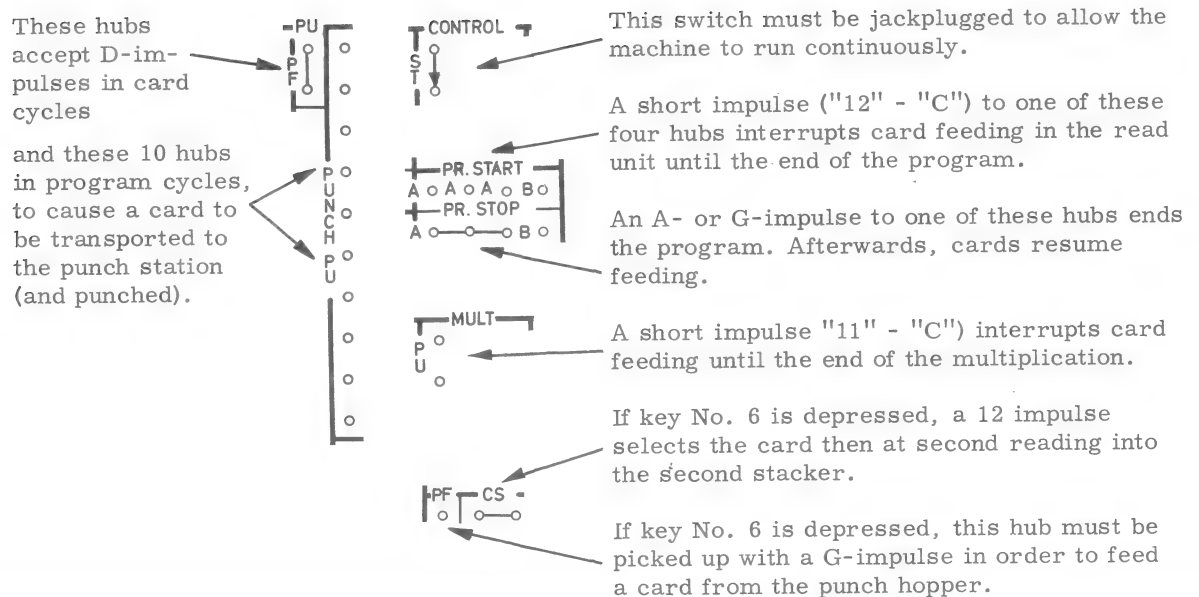 These hubs
accept D-im-
pulses in card
cycles
and these 10 hubs
in program cycles,
to cause a card to
be transported to
the punch station
(and punched).
PU
PF
PUNCH PU
CONTROL
ST
PR. START
A A A B
PR. STOP
A B
MULT
PU
PF CS
This switch must be jackplugged to allow the
machine to run continuously.
A short impulse ("12" - "C") to one of these
four hubs interrupts card feeding in the read
unit until the end of the program.
An A- or G-impulse to one of these hubs ends
the program. Afterwards, cards resume
feeding.
A short impulse "11" - "C") interrupts card
feeding until the end of the multiplication.
If key No. 6 is depressed, a 12 impulse
selects the card then at second reading into
the second stacker.
If key No. 6 is depressed, this hub must be
picked up with a G-impulse in order to feed
a card from the punch hopper.